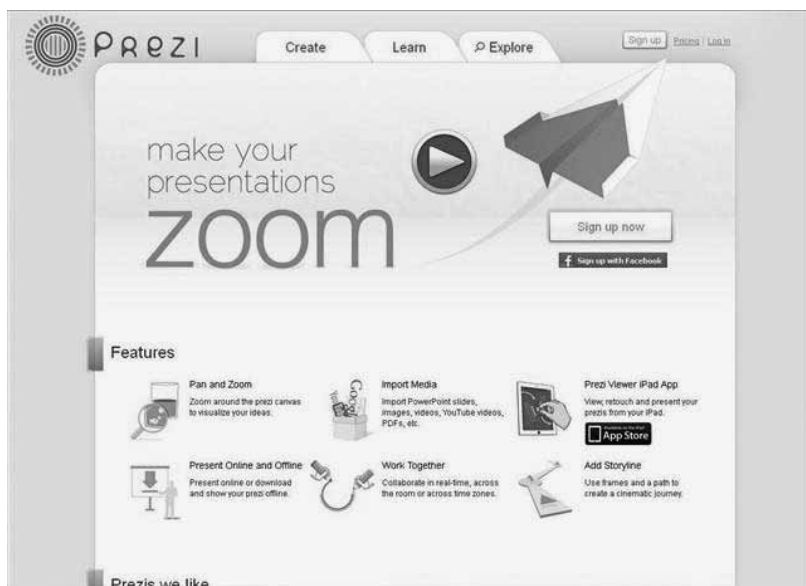 PREZI
Create
Learn
Explore
Sign up
Pricing / Log in
make your
presentations
zoom
Sign up now
f Sign up with Facebook
Features
Pan and Zoom
Zoom around the prezi canvas
to visualize your ideas.
Import Media
Import PowerPoint slides,
images, videos, YouTube videos,
PDFs, etc.
Prezi Viewer iPad App
View, retouch and present your
prezis from your iPad.
App Store
Present Online and Offline
Present online or download
and show your prezi offline.
Work Together
Collaborate in real-time, across
the room or across time zones.
Add Storyline
Use frames and a path to
create a cinematic journey.
Prezis we like